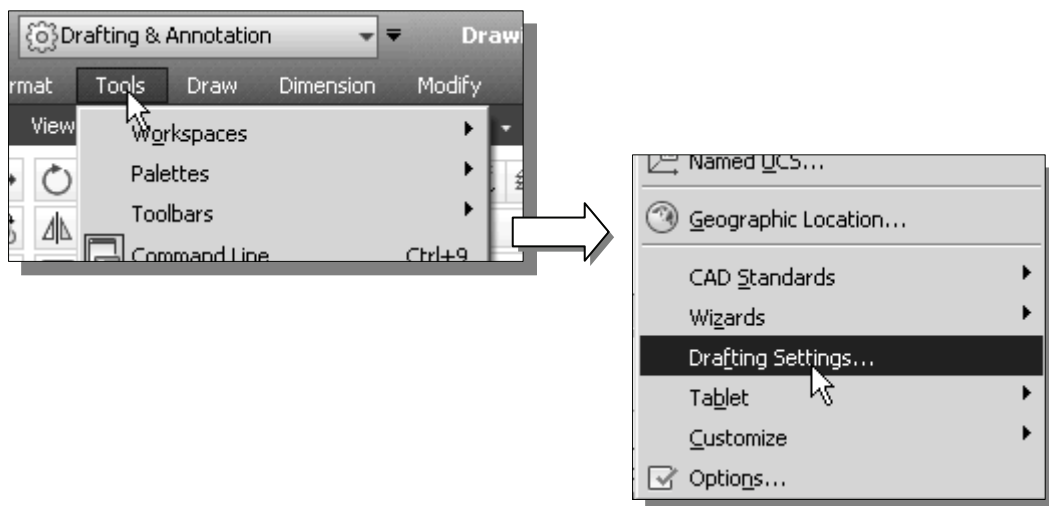 Drafting & Annotation
Drawi
rmat Tools Draw Dimension Modify
View
Workspaces
Palettes
Toolbars
Command Line Ctrl+9
Named UCS...
Geographic Location...
CAD Standards
Wizards
Drafting Settings...
Tablet
Customize
Options...